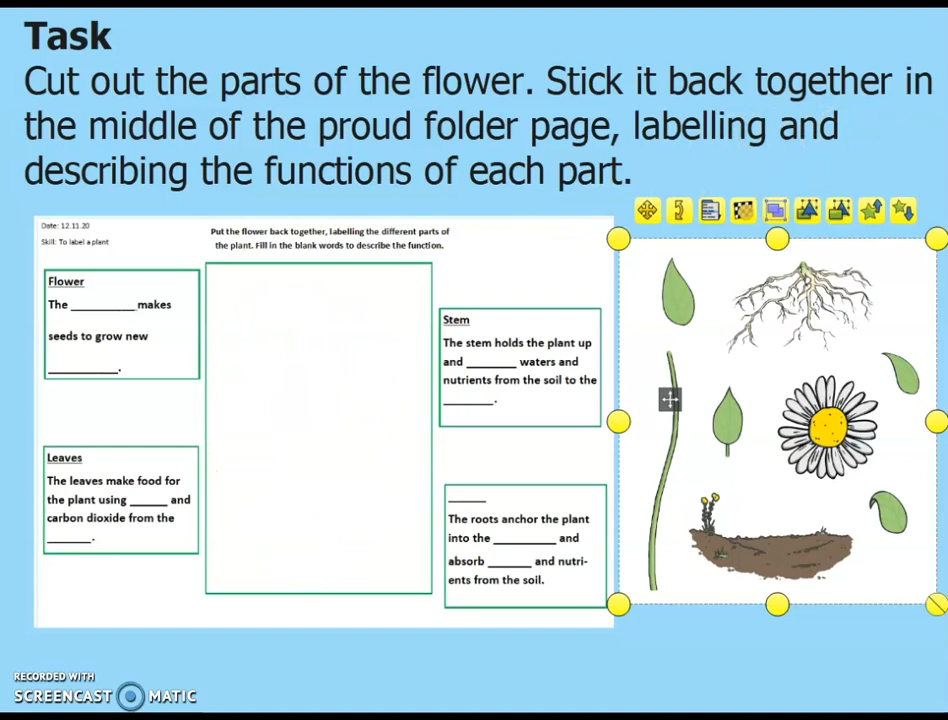 Task
Cut out the parts of the flower. Stick it back together in
the middle of the proud folder page, labelling and
describing the functions of each part.
Date: 12.11.20
Skill: To label a plant
Put the flower back together, labelling the different parts of
the plant. Fill in the blank words to describe the function.
Flower
The ____________ makes
seeds to grow new
_____________.
Leaves
The leaves make food for
the plant using _______ and
carbon dioxide from the
________.
Stem
The stem holds the plant up
and _________ waters and
nutrients from the soil to the
_________.
_______
The roots anchor the plant
into the ___________ and
absorb ________ and nutri-
ents from the soil.
RECORDED WITH
SCREENCAST MATIC